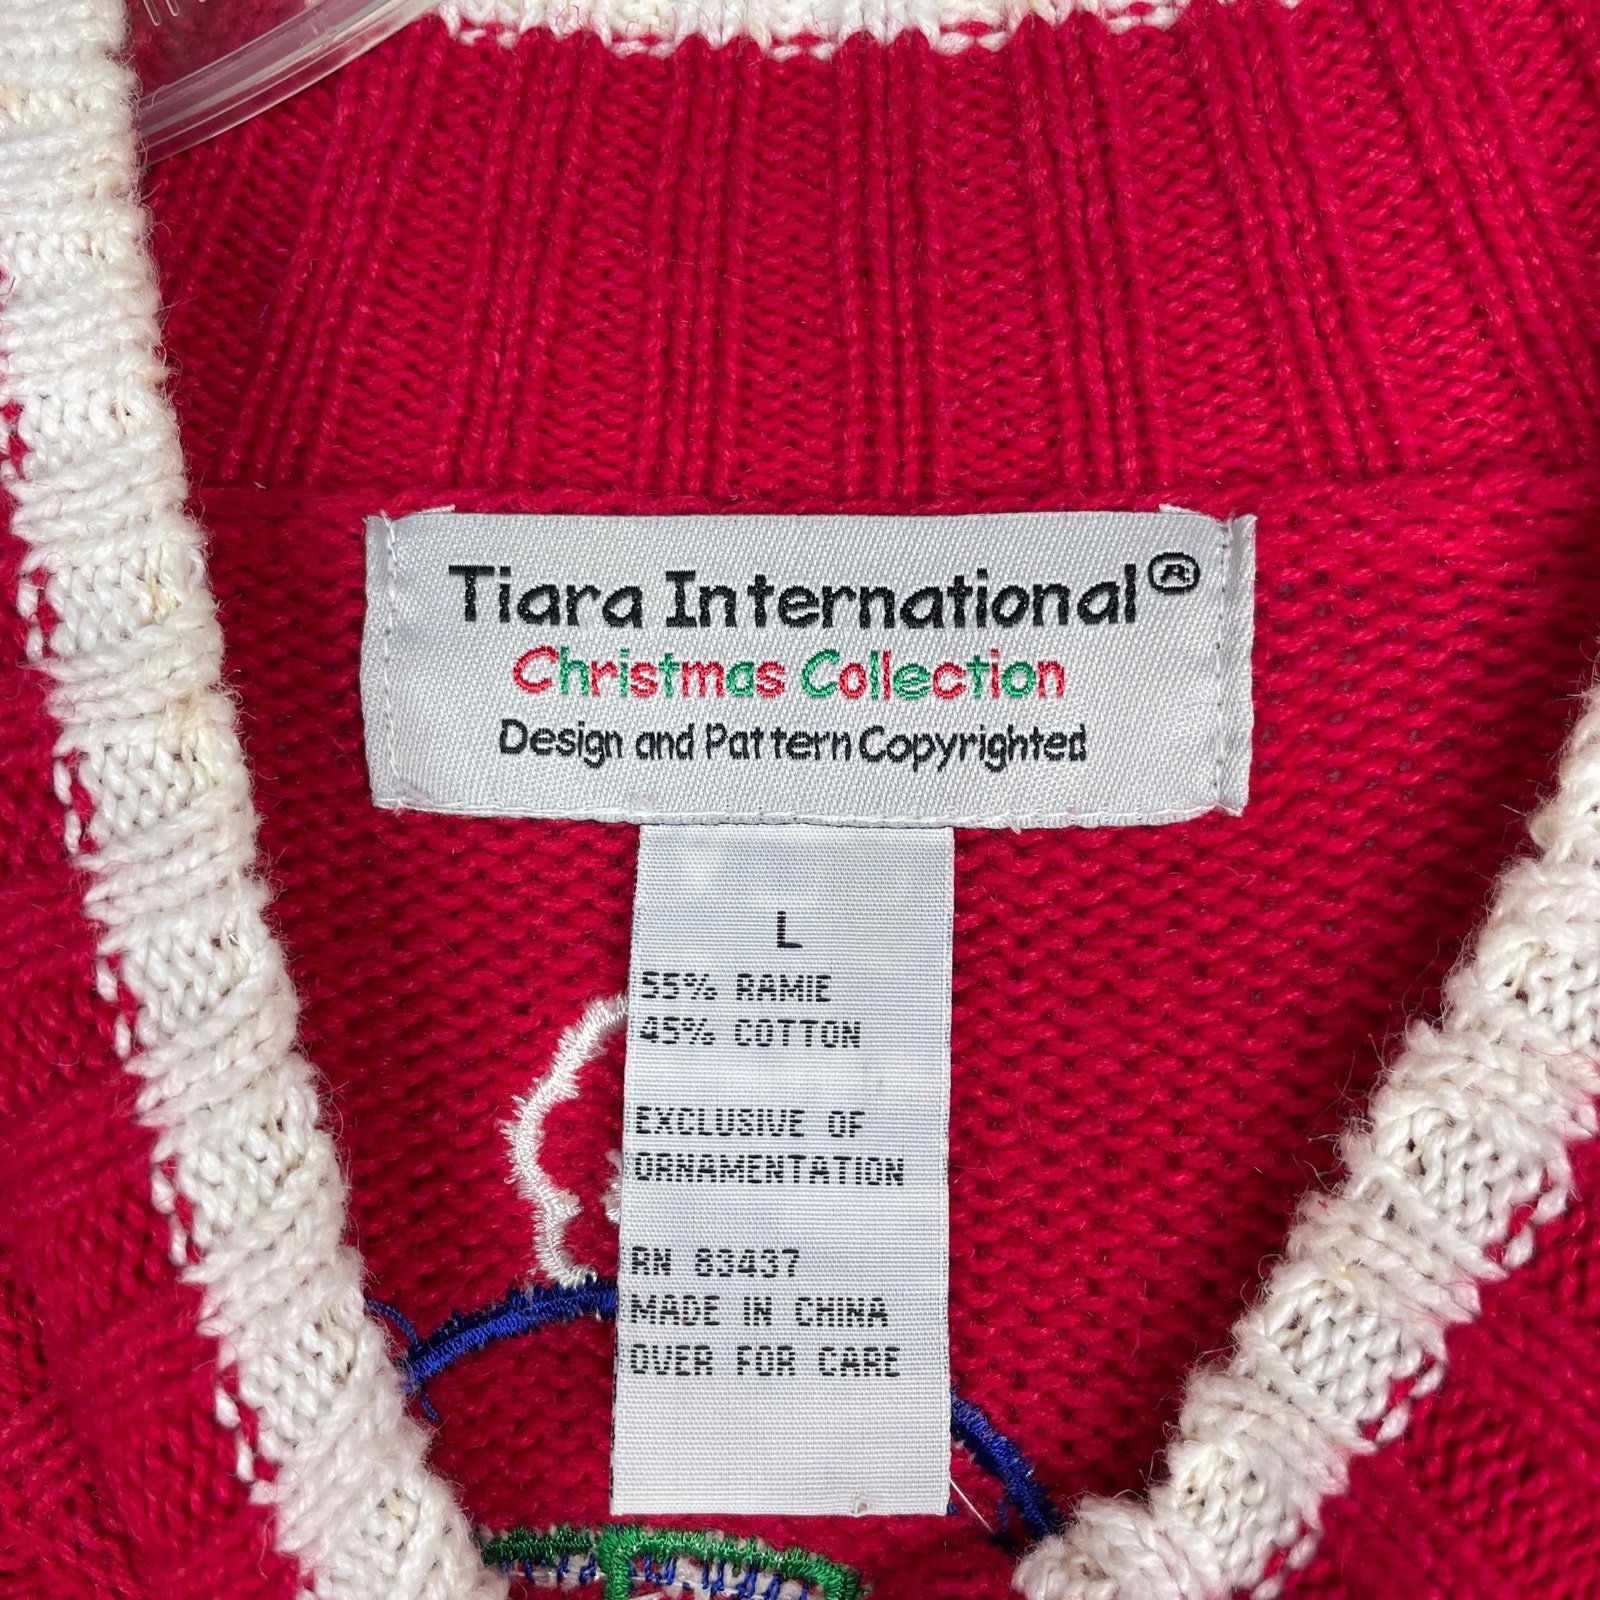 Tiara International®
Christmas Collection
Design and Pattern Copyrighted
L
55% RAMIE
45% COTTON
EXCLUSIVE OF
ORNAMENTATION
RN 83437
MADE IN CHINA
OVER FOR CARE